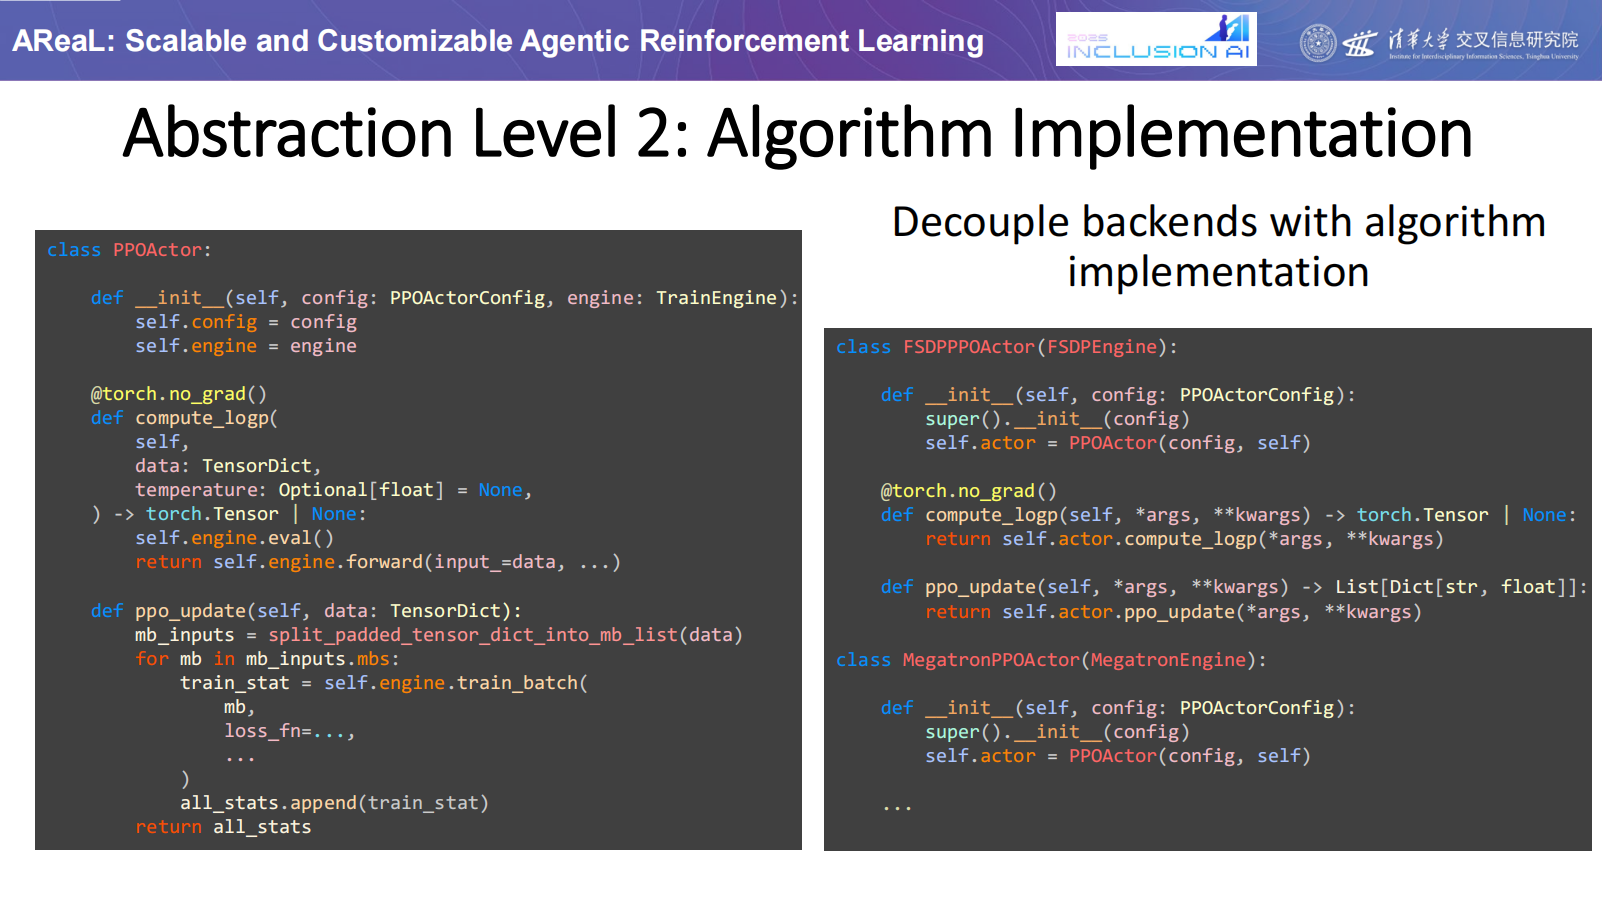 AReaL: Scalable and Customizable Agentic Reinforcement Learning
2025
INCLUSION AI
清华大学 交叉信息研究院
Institute for Interdisciplinary Information Sciences, Tsinghua University
Abstraction Level 2: Algorithm Implementation
class PPOActor:
def __init__(self, config: PPOActorConfig, engine: TrainEngine):
self.config = config
self.engine = engine
@torch.no_grad()
def compute_logp(
self,
data: TensorDict,
temperature: Optional[float] = None,
) -> torch.Tensor | None:
self.engine.eval()
return self.engine.forward(input_=data, ...)
def ppo_update(self, data: TensorDict):
mb_inputs = split_padded_tensor_dict_into_mb_list(data)
for mb in mb_inputs.mbs:
train_stat = self.engine.train_batch(
mb,
loss_fn=...,
...
)
all_stats.append(train_stat)
return all_stats
Decouple backends with algorithm
implementation
class FSDPPPOActor(FSDPEngine):
def __init__(self, config: PPOActorConfig):
super().__init__(config)
self.actor = PPOActor(config, self)
@torch.no_grad()
def compute_logp(self, *args, **kwargs) -> torch.Tensor | None:
return self.actor.compute_logp(*args, **kwargs)
def ppo_update(self, *args, **kwargs) -> List[Dict[str, float]]:
return self.actor.ppo_update(*args, **kwargs)
class MegatronPPOActor(MegatronEngine):
def __init__(self, config: PPOActorConfig):
super().__init__(config)
self.actor = PPOActor(config, self)
...